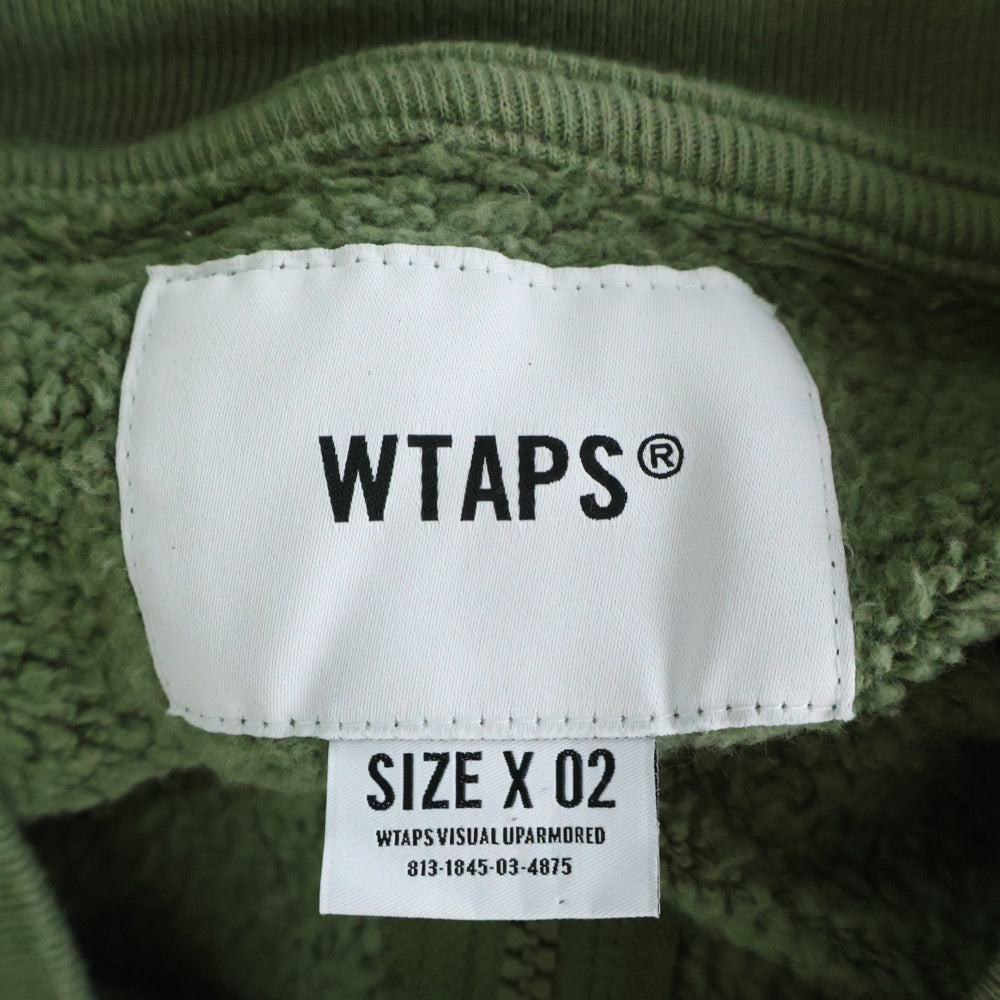 WTAPS®
SIZE X 02
WTAPS VISUAL UPARMORED
813-1845-03-4875